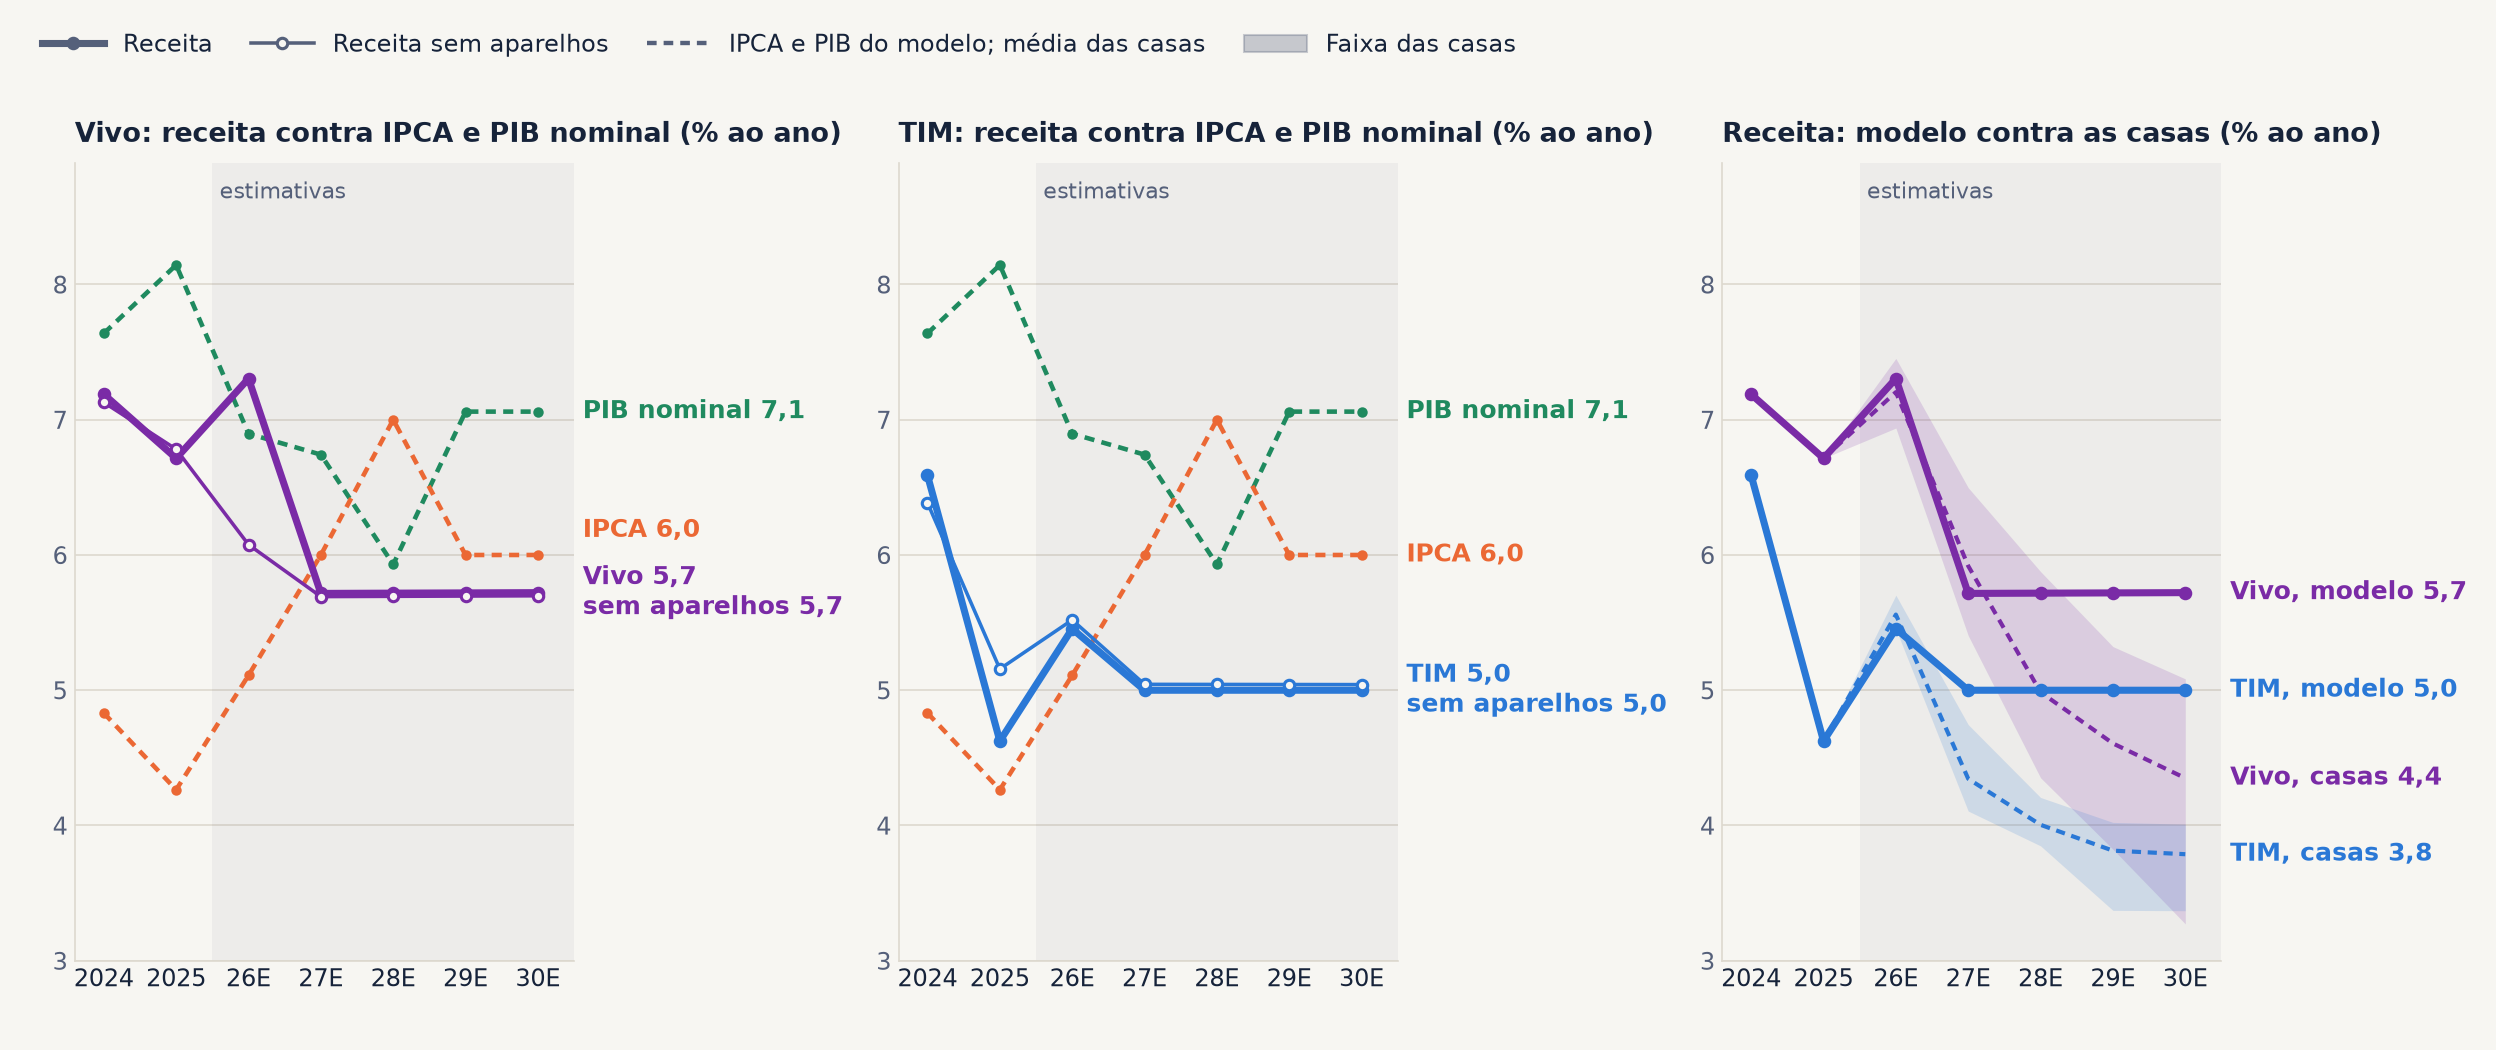 Receita
Receita sem aparelhos
IPCA e PIB do modelo; média das casas
Faixa das casas
Vivo: receita contra IPCA e PIB nominal (% ao ano)
estimativas
8
7
6
5
4
3
2024 2025 26E 27E 28E 29E 30E
PIB nominal 7,1
IPCA 6,0
Vivo 5,7
sem aparelhos 5,7
TIM: receita contra IPCA e PIB nominal (% ao ano)
estimativas
8
7
6
5
4
3
2024 2025 26E 27E 28E 29E 30E
PIB nominal 7,1
IPCA 6,0
TIM 5,0
sem aparelhos 5,0
Receita: modelo contra as casas (% ao ano)
estimativas
8
7
6
5
4
3
2024 2025 26E 27E 28E 29E 30E
Vivo, modelo 5,7
TIM, modelo 5,0
Vivo, casas 4,4
TIM, casas 3,8